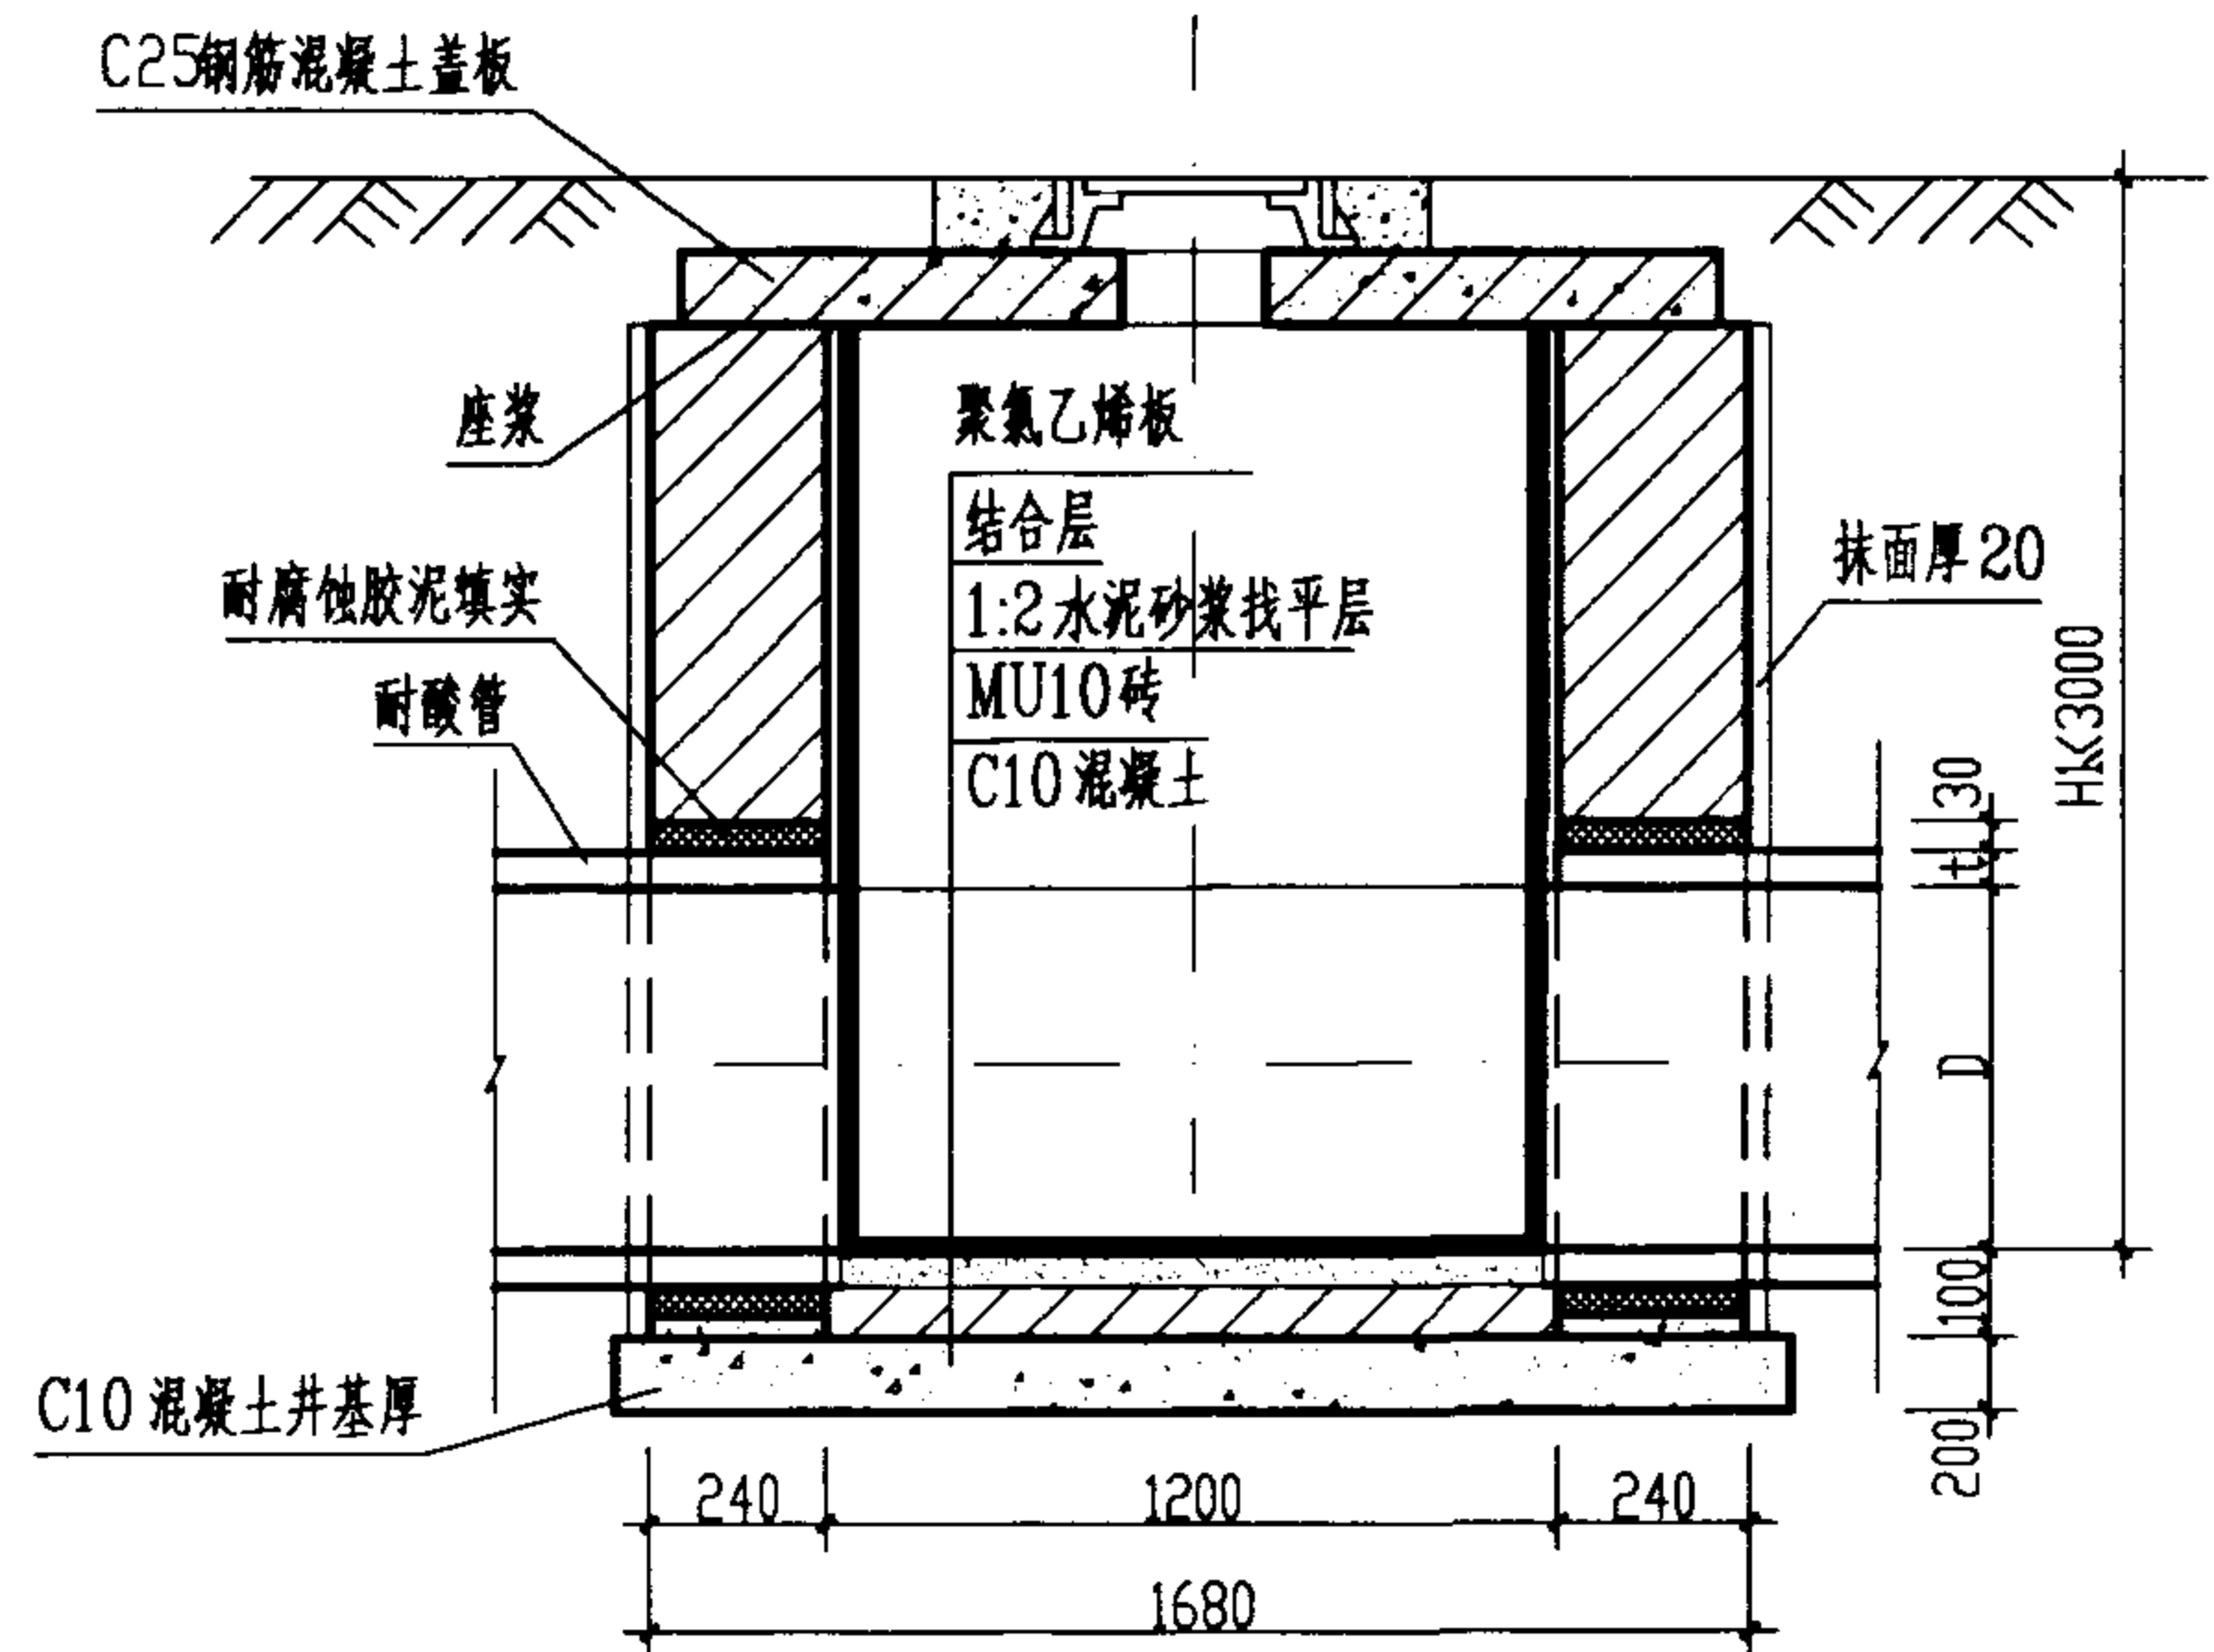 C25钢筋混凝土盖板
座浆
聚氯乙烯板
结合层
1:2水泥砂浆找平层
MU10砖
C10混凝土
抹面厚20
耐腐蚀胶泥填实
耐酸管
HK<3000
30
t
D
100
200
C10混凝土井基厚
240
1200
240
1680